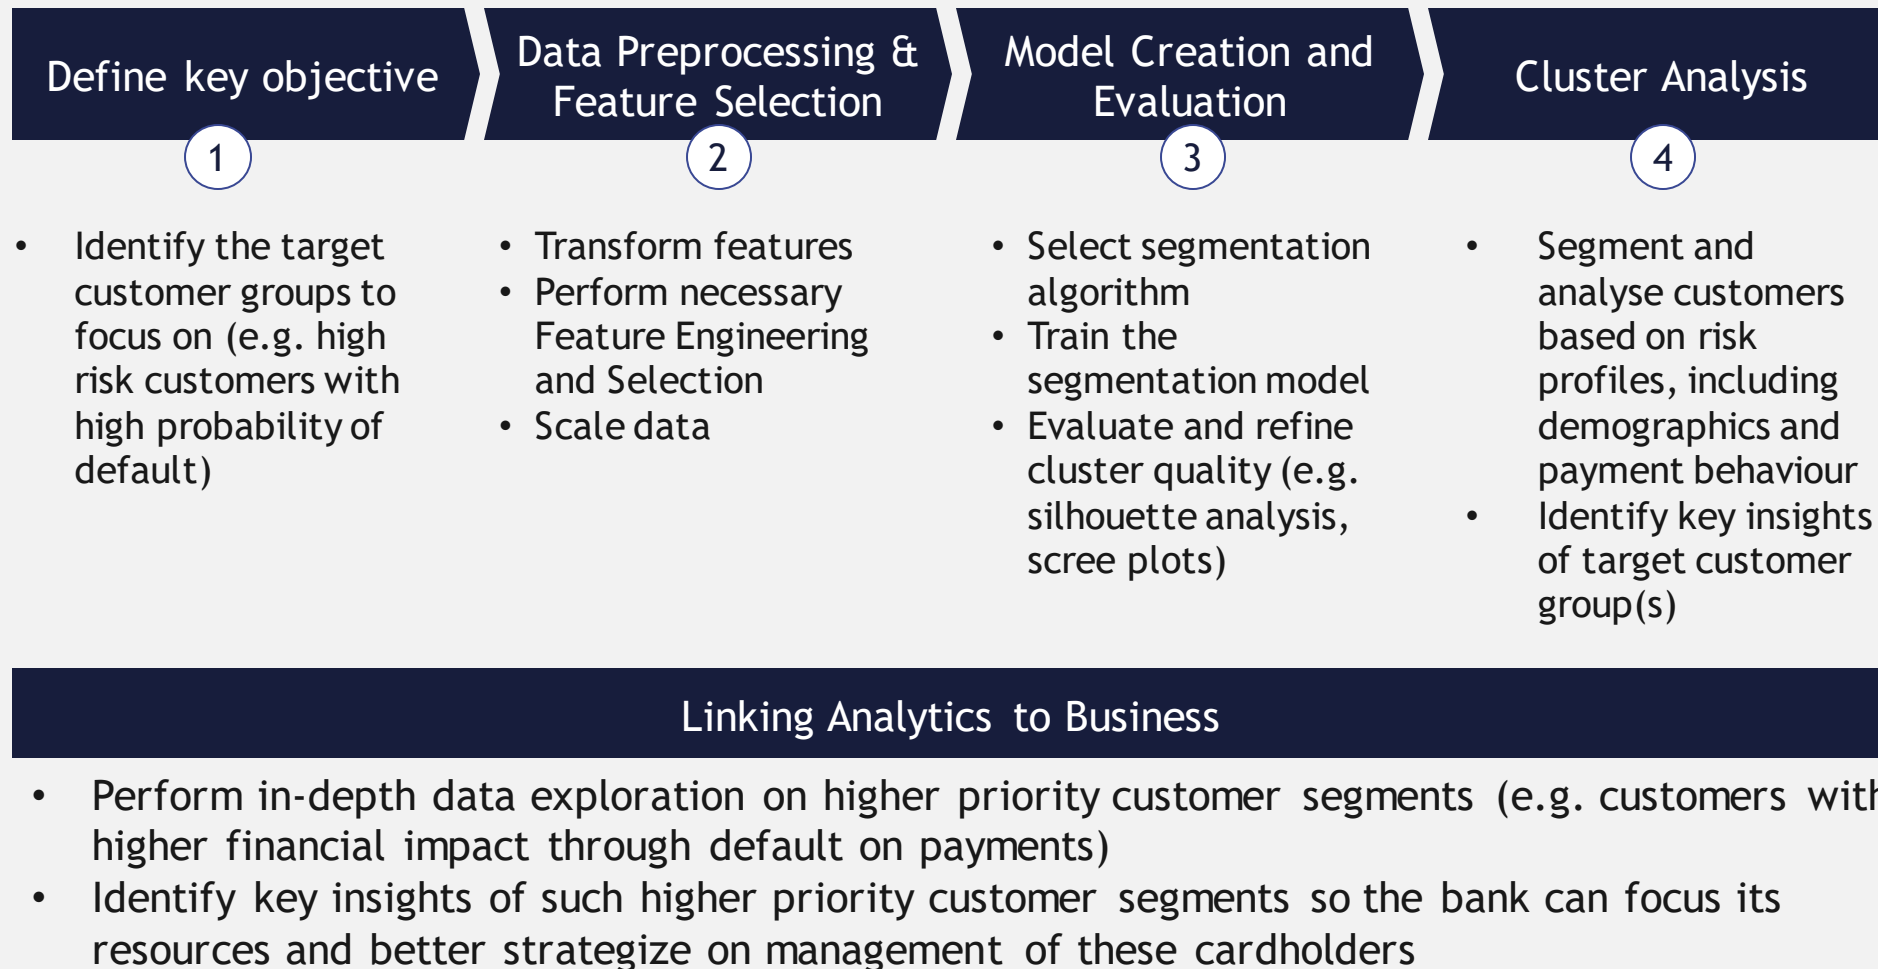 Define key objective
Data Preprocessing &
Feature Selection
Model Creation and
Evaluation
Cluster Analysis
1
2
3
4
• Identify the target
customer groups to
focus on (e.g. high
risk customers with
high probability of
default)
• Transform features
• Perform necessary
Feature Engineering
and Selection
• Scale data
• Select segmentation
algorithm
• Train the
segmentation model
• Evaluate and refine
cluster quality (e.g.
silhouette analysis,
scree plots)
• Segment and
analyse customers
based on risk
profiles, including
demographics and
payment behaviour
• Identify key insights
of target customer
group(s)
Linking Analytics to Business
• Perform in-depth data exploration on higher priority customer segments (e.g. customers with
higher financial impact through default on payments)
• Identify key insights of such higher priority customer segments so the bank can focus its
resources and better strategize on management of these cardholders